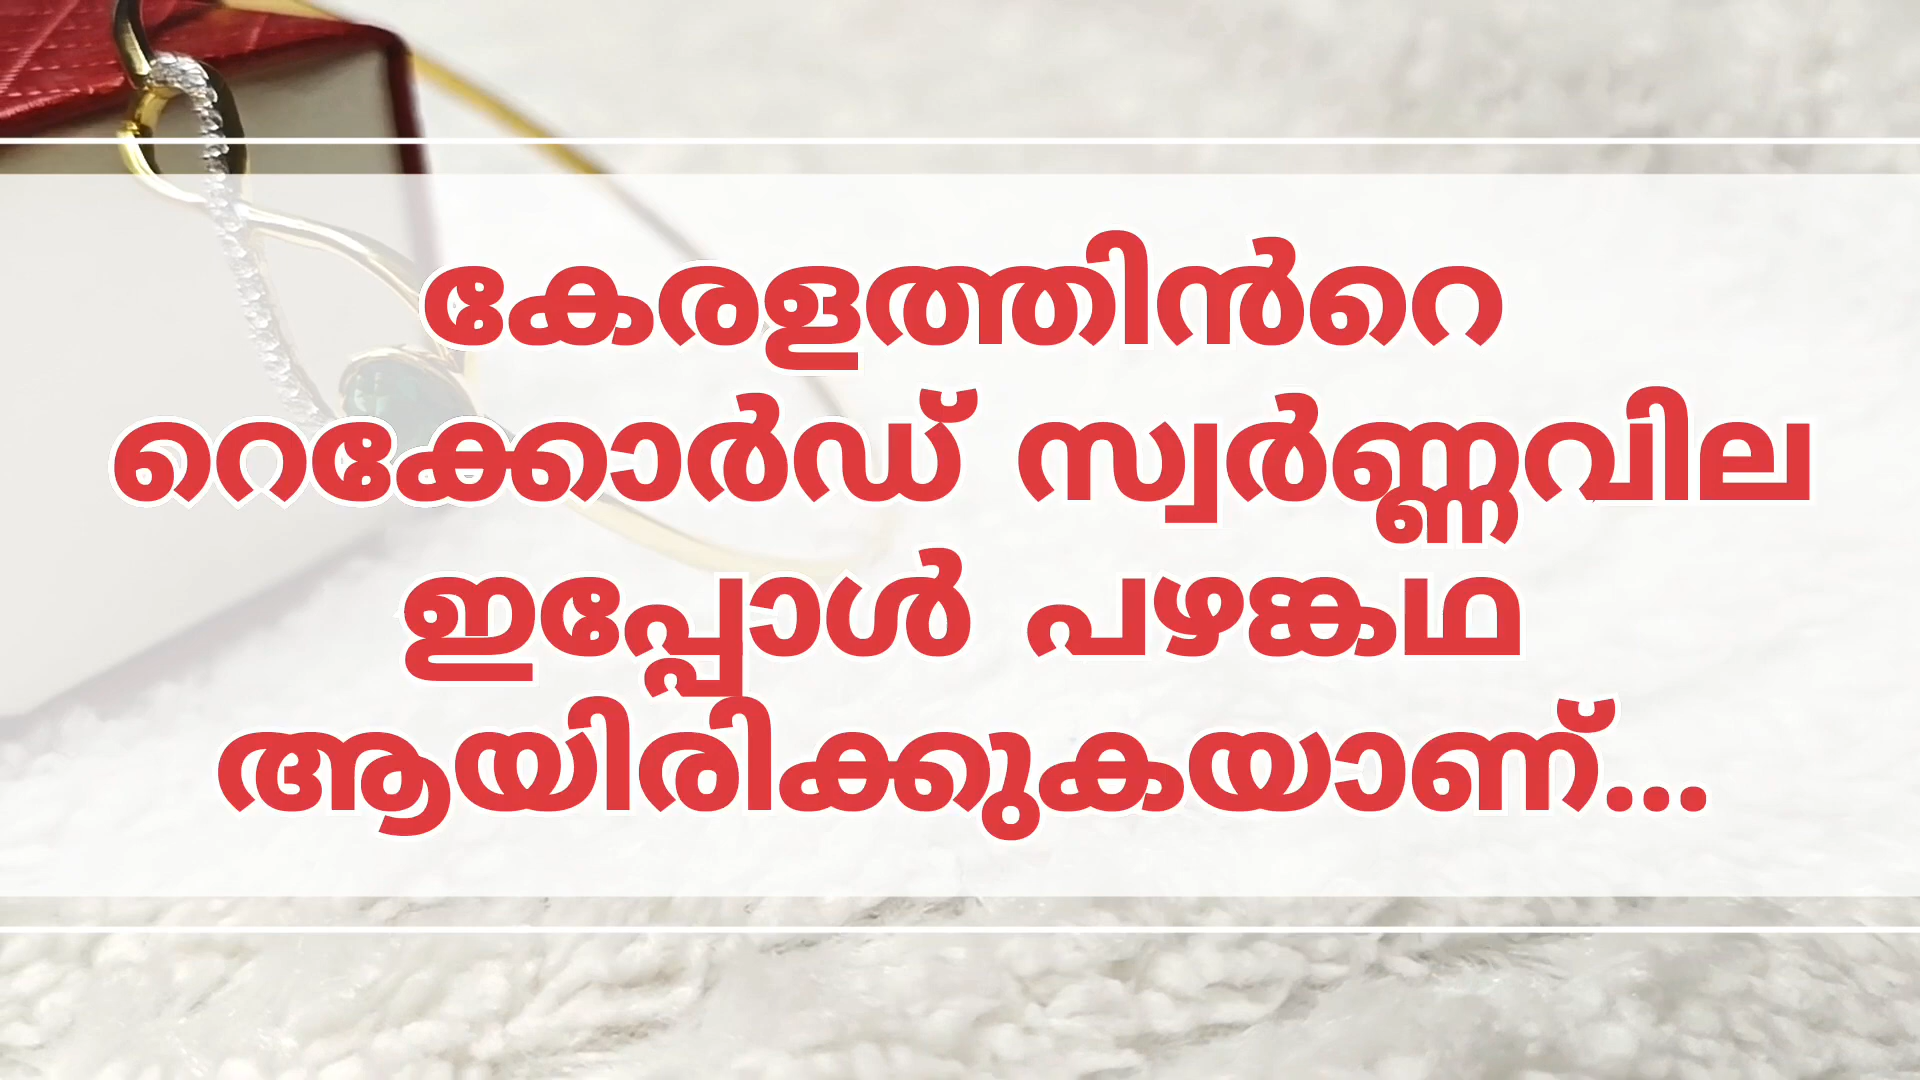 കേരളത്തിൻറെ
റെക്കോർഡ് സ്വർണ്ണവില
ഇപ്പോൾ പഴങ്കഥ
ആയിരിക്കുകയാണ്...